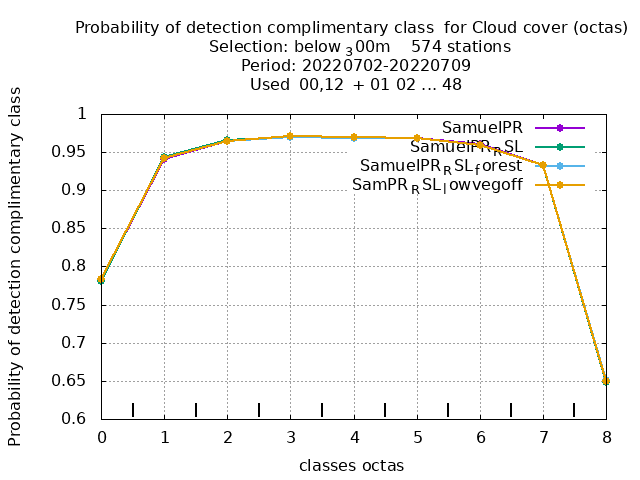 Probability of detection complimentary class  for Cloud cover (octas)
Selection: below ₃00m    574 stations
Period: 20220702-20220709
Used  00,12  + 01 02 ... 48
Probability of detection complimentary class
1
0.95
0.9
0.85
0.8
0.75
0.7
0.65
0.6
SamuelPR
SamuelPR_RSL
SamuelPR_RSL_forest
SamPR_RSL_lowvegoff
0 1 2 3 4 5 6 7 8
classes octas